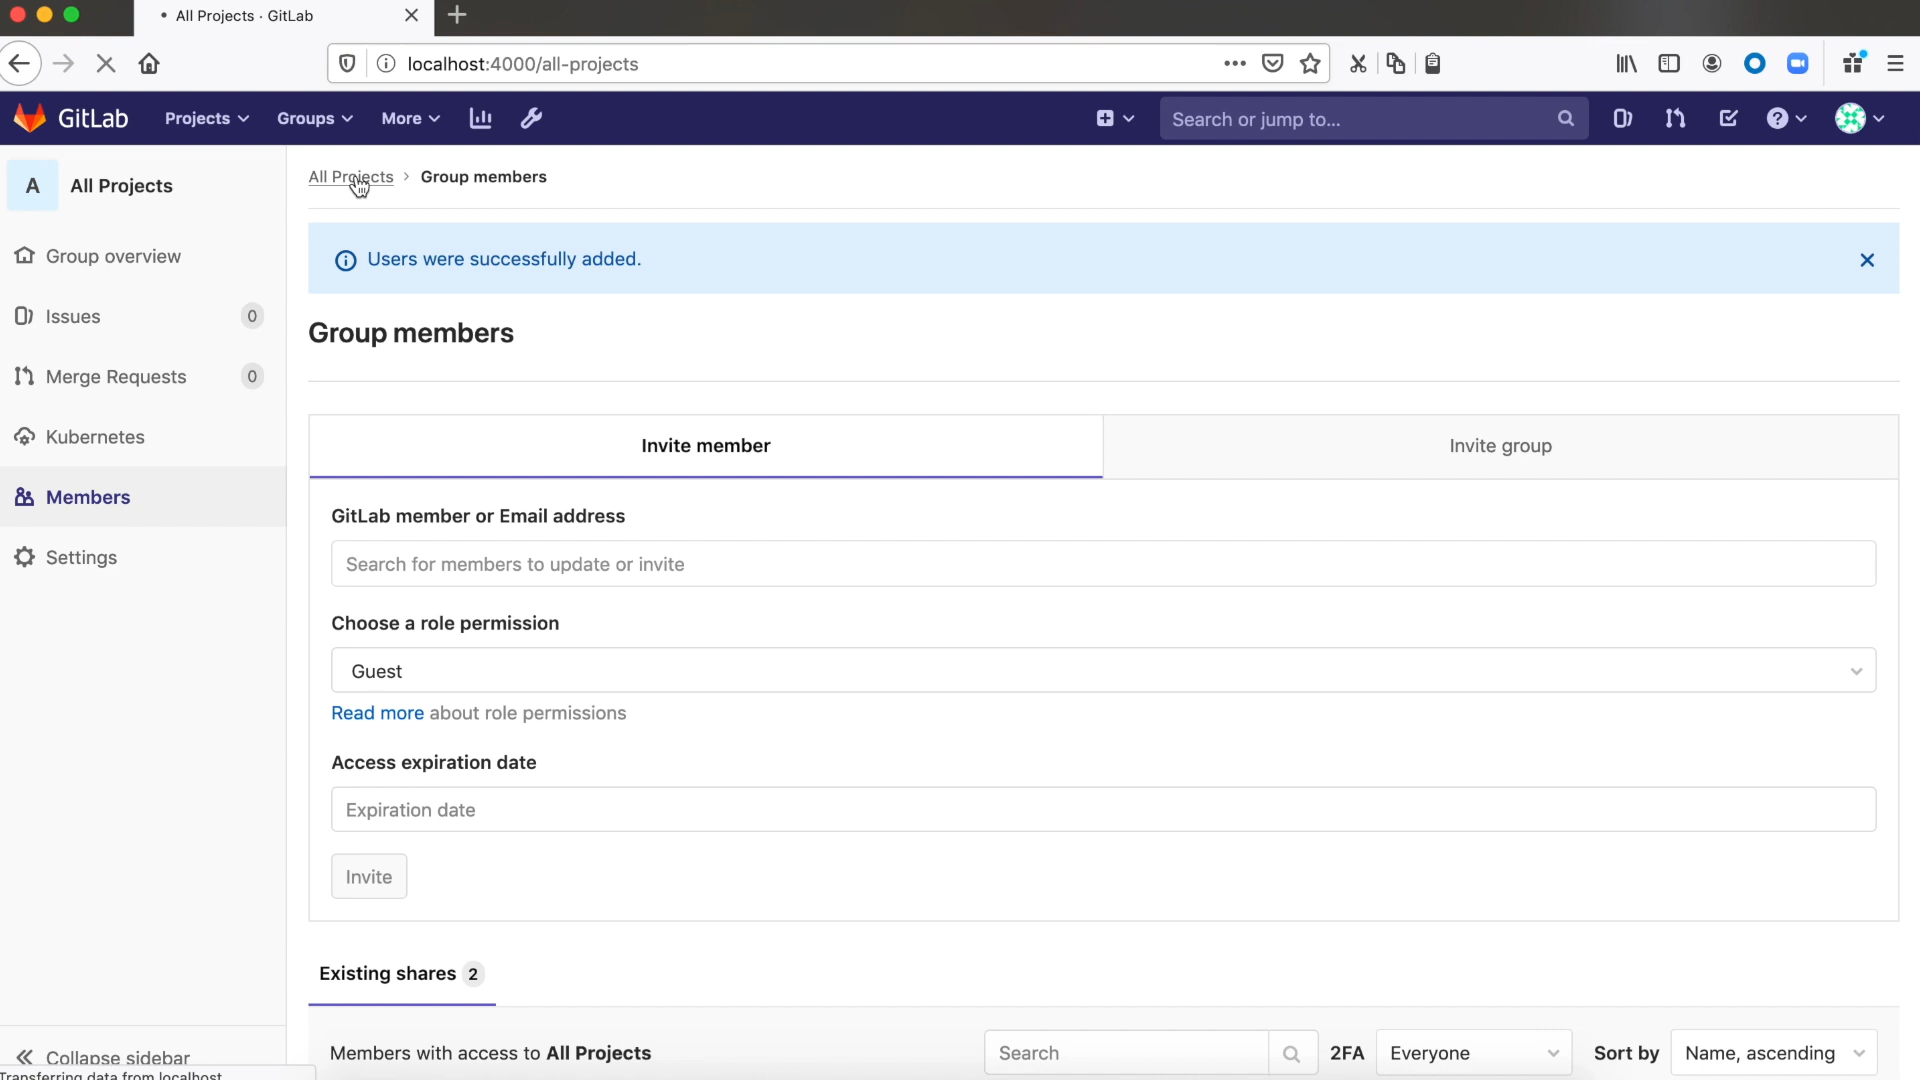 • All Projects · GitLab
localhost:4000/all-projects
GitLab Projects Groups More Search or jump to...
A All Projects
All Projects > Group members
Users were successfully added.
Group overview
Issues 0
Merge Requests 0
Kubernetes
Members
Settings
Group members
Invite member Invite group
GitLab member or Email address
Search for members to update or invite
Choose a role permission
Guest
Read more about role permissions
Access expiration date
Expiration date
Invite
Existing shares 2
Members with access to All Projects Search 2FA Everyone Sort by Name, ascending
Collapse sidebar
Transferring data from localhost